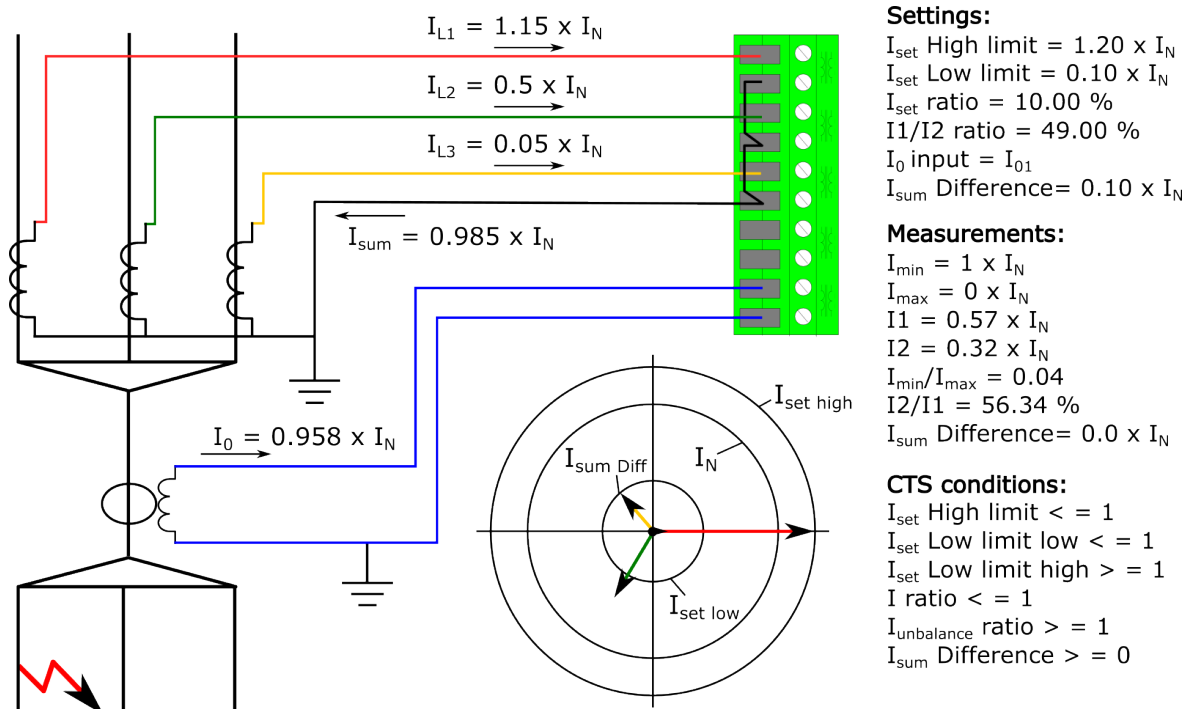 I_L1 = 1.15 x I_N
I_L2 = 0.5 x I_N
I_L3 = 0.05 x I_N
I_sum = 0.985 x I_N
I_0 = 0.958 x I_N
I_set high
I_N
I_sum Diff
I_set low
Settings:
I_set High limit = 1.20 x I_N
I_set Low limit = 0.10 x I_N
I_set ratio = 10.00 %
I1/I2 ratio = 49.00 %
I_0 input = I_01
I_sum Difference= 0.10 x I_N
Measurements:
I_min = 1 x I_N
I_max = 0 x I_N
I1 = 0.57 x I_N
I2 = 0.32 x I_N
I_min/I_max = 0.04
I2/I1 = 56.34 %
I_sum Difference= 0.0 x I_N
CTS conditions:
I_set High limit < = 1
I_set Low limit low < = 1
I_set Low limit high > = 1
I ratio < = 1
I_unbalance ratio > = 1
I_sum Difference > = 0